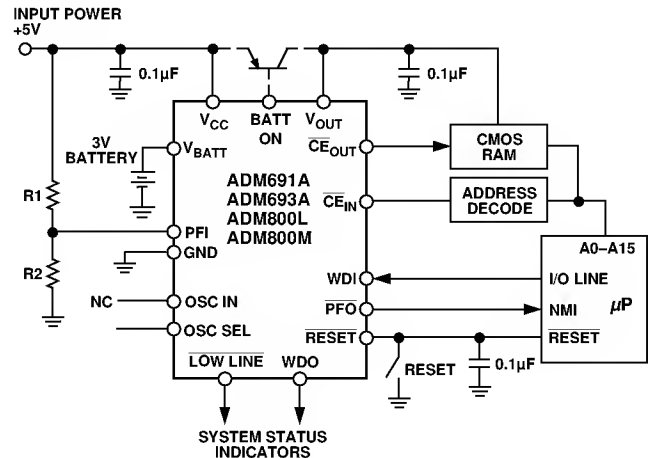 INPUT POWER
+5V
0.1µF
0.1µF
VCC
BATT
ON
VOUT
3V
BATTERY
VBATT
CEOUT
CMOS
RAM
ADM691A
ADM693A
ADM800L
ADM800M
R1
CEIN
ADDRESS
DECODE
PFI
GND
A0–A15
R2
WDI
I/O LINE
µP
NC
OSC IN
PFO
NMI
OSC SEL
RESET
RESET
LOW LINE
WDO
RESET
0.1µF
SYSTEM STATUS
INDICATORS